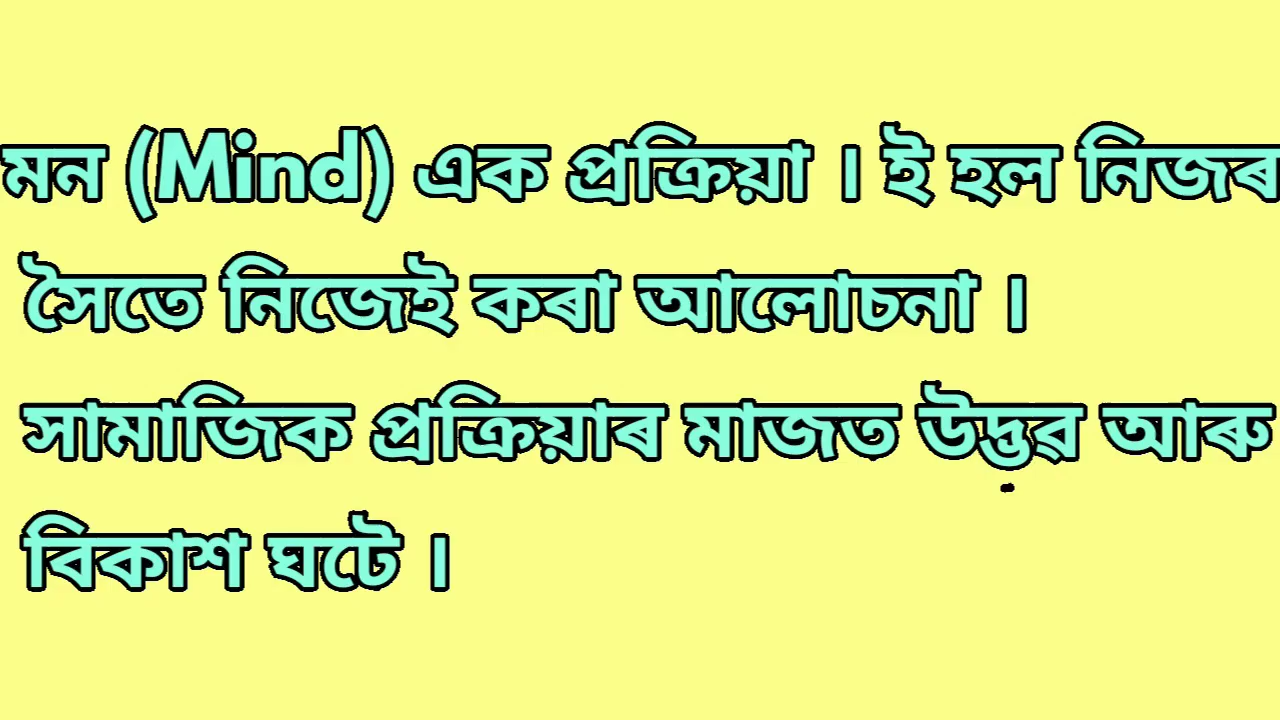 মন (Mind) এক প্ৰক্ৰিয়া । ই হল নিজৰ
সৈতে নিজেই কৰা আলোচনা ।
সামাজিক প্ৰক্ৰিয়াৰ মাজত উদ্ভৱ আৰু
বিকাশ ঘটে ।